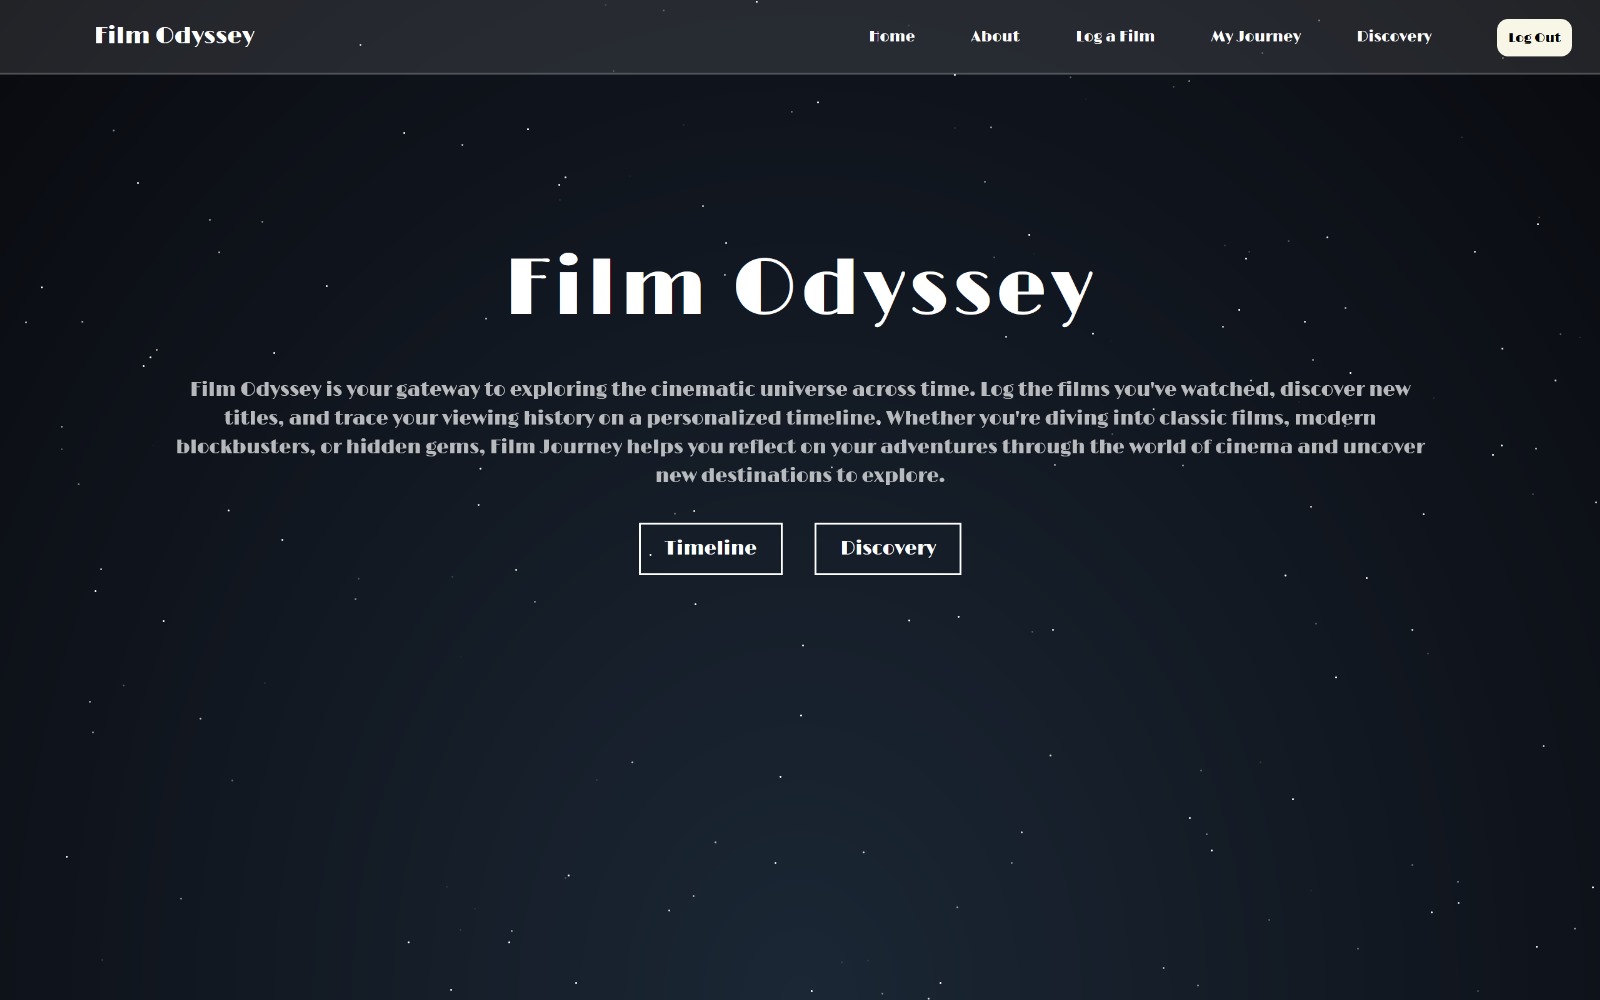 Film Odyssey
Home
About
Log a Film
My Journey
Discovery
Log Out
Film Odyssey
Film Odyssey is your gateway to exploring the cinematic universe across time. Log the films you've watched, discover new
titles, and trace your viewing history on a personalized timeline. Whether you're diving into classic films, modern
blockbusters, or hidden gems, Film Journey helps you reflect on your adventures through the world of cinema and uncover
new destinations to explore.
Timeline
Discovery